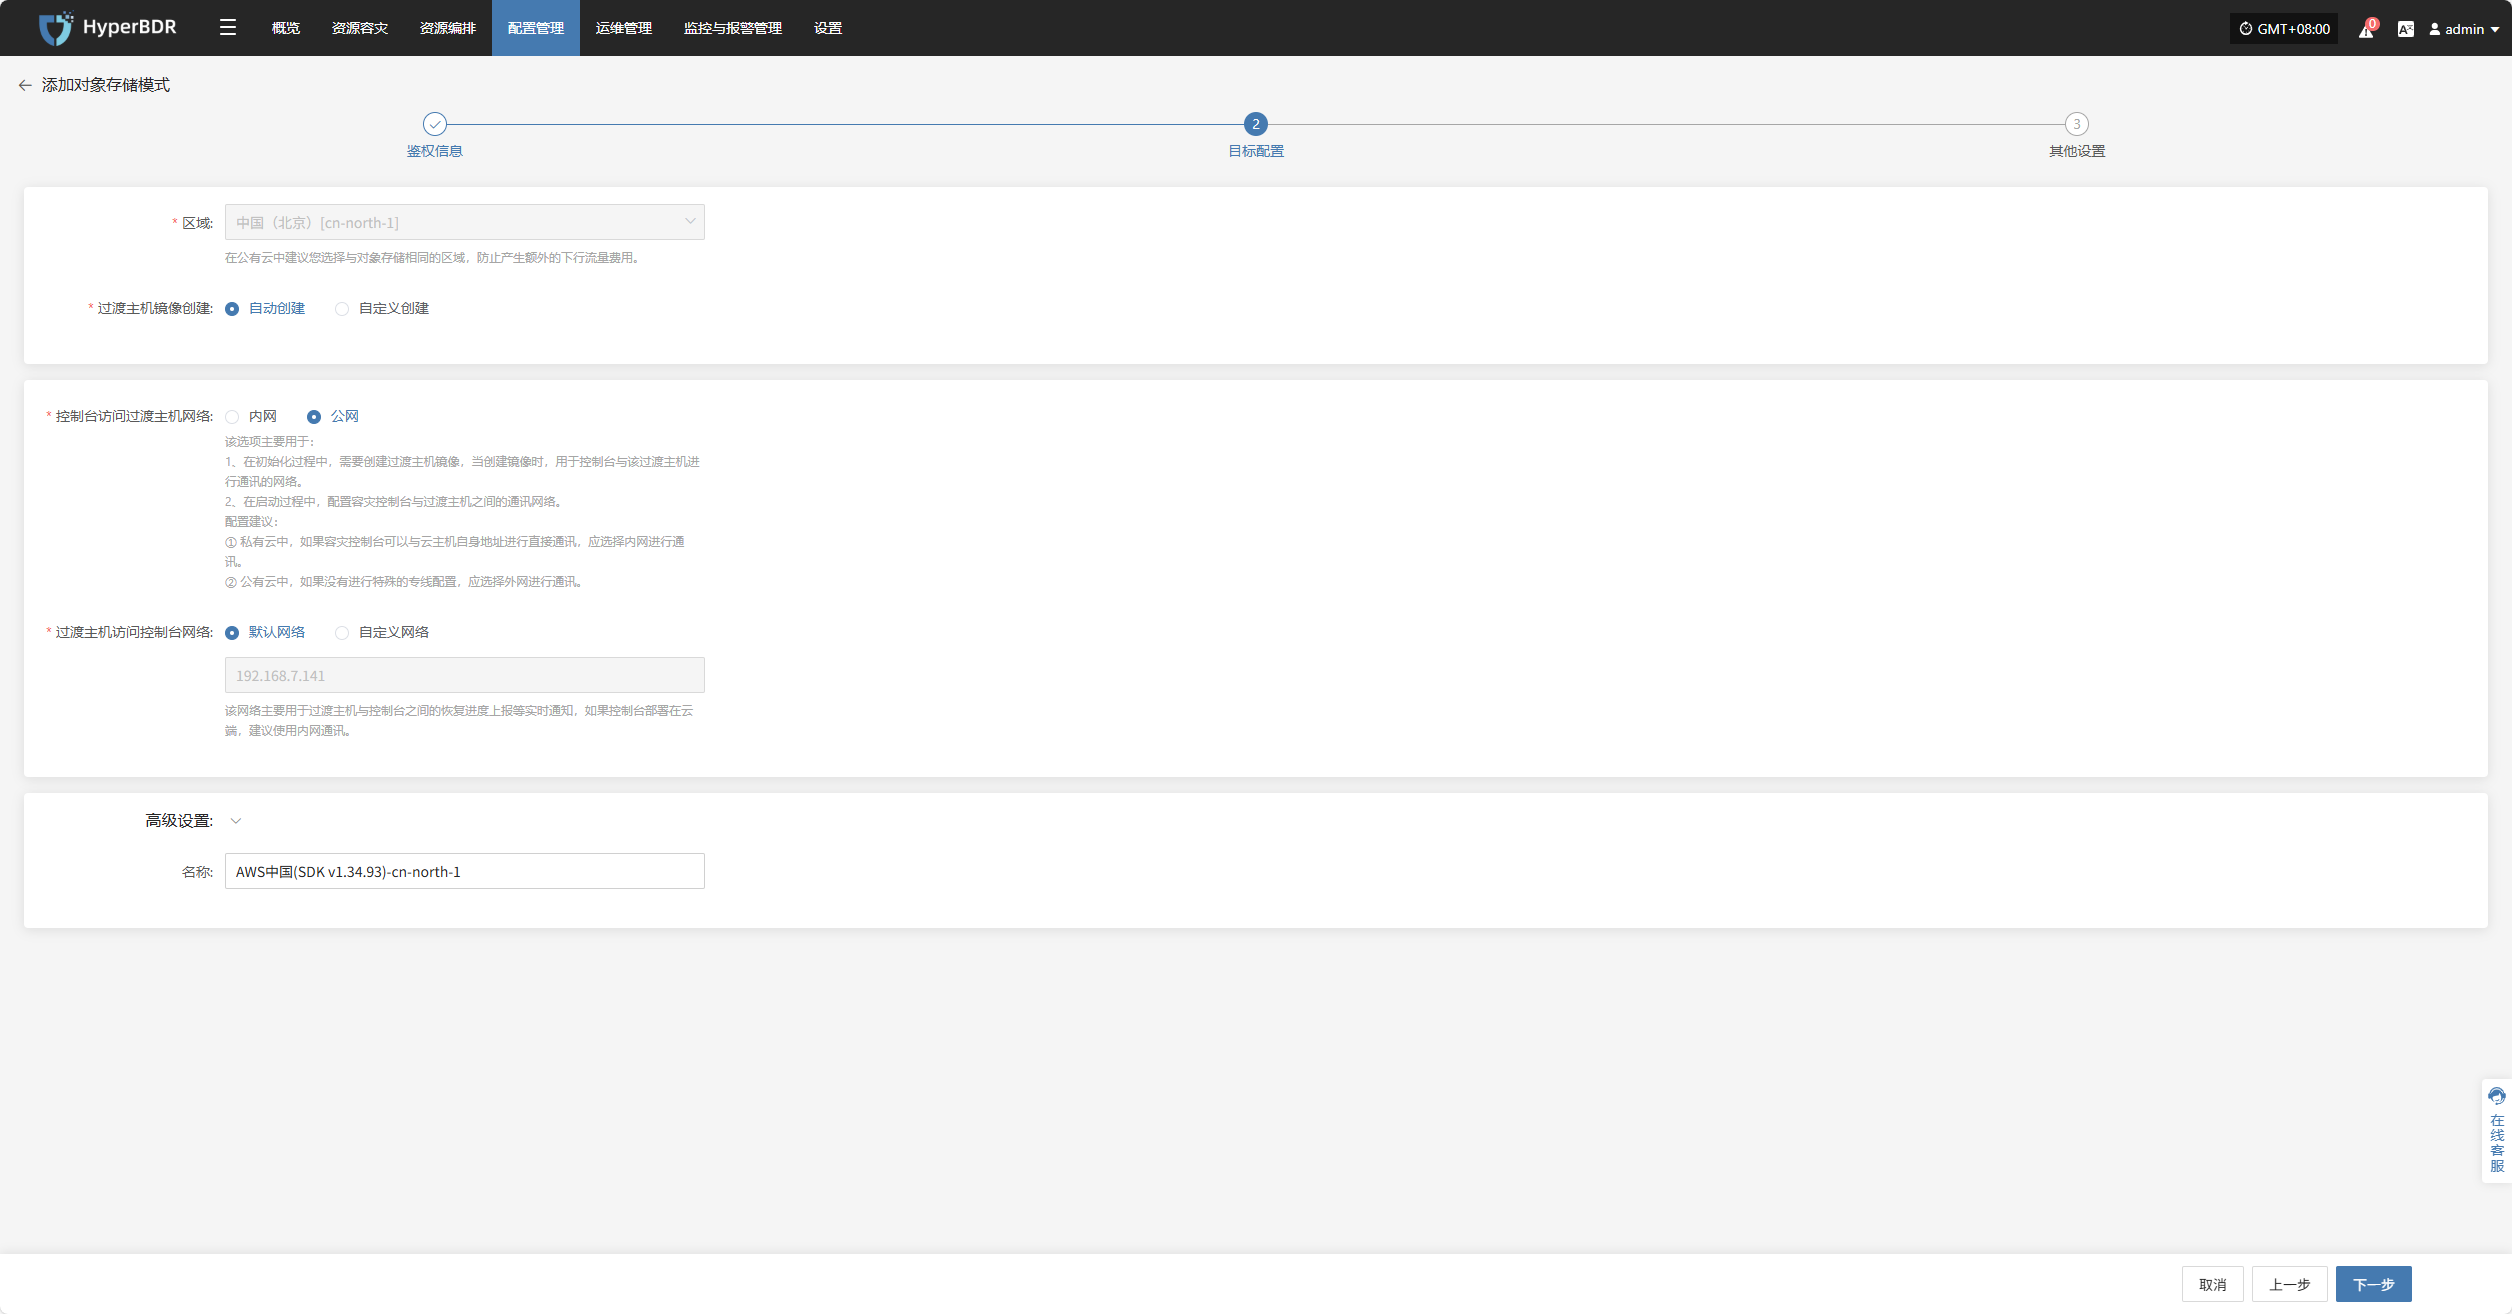 HyperBDR 概览 资源容灾 资源编排 配置管理 运维管理 监控与报警管理 设置 GMT+08:00 0 admin
添加对象存储模式
2 3
鉴权信息 目标配置 其他设置
* 区域: 中国（北京）[cn-north-1]
在公有云中建议您选择与对象存储相同的区域，防止产生额外的下行流量费用。
* 过渡主机镜像创建: 自动创建 自定义创建
* 控制台访问过渡主机网络: 内网 公网
该选项主要用于：
1、在初始化过程中，需要创建过渡主机镜像，当创建镜像时，用于控制台与该过渡主机进
行通讯的网络。
2、在启动过程中，配置容灾控制台与过渡主机之间的通讯网络。
配置建议：
① 私有云中，如果容灾控制台可以与云主机自身地址进行直接通讯，应选择内网进行通
讯。
② 公有云中，如果没有进行特殊的专线配置，应选择外网进行通讯。
* 过渡主机访问控制台网络: 默认网络 自定义网络
192.168.7.141
该网络主要用于过渡主机与控制台之间的恢复进度上报等实时通知，如果控制台部署在云
端，建议使用内网通讯。
高级设置:
名称: AWS中国(SDK v1.34.93)-cn-north-1
在
线
客
服
取消 上一步 下一步